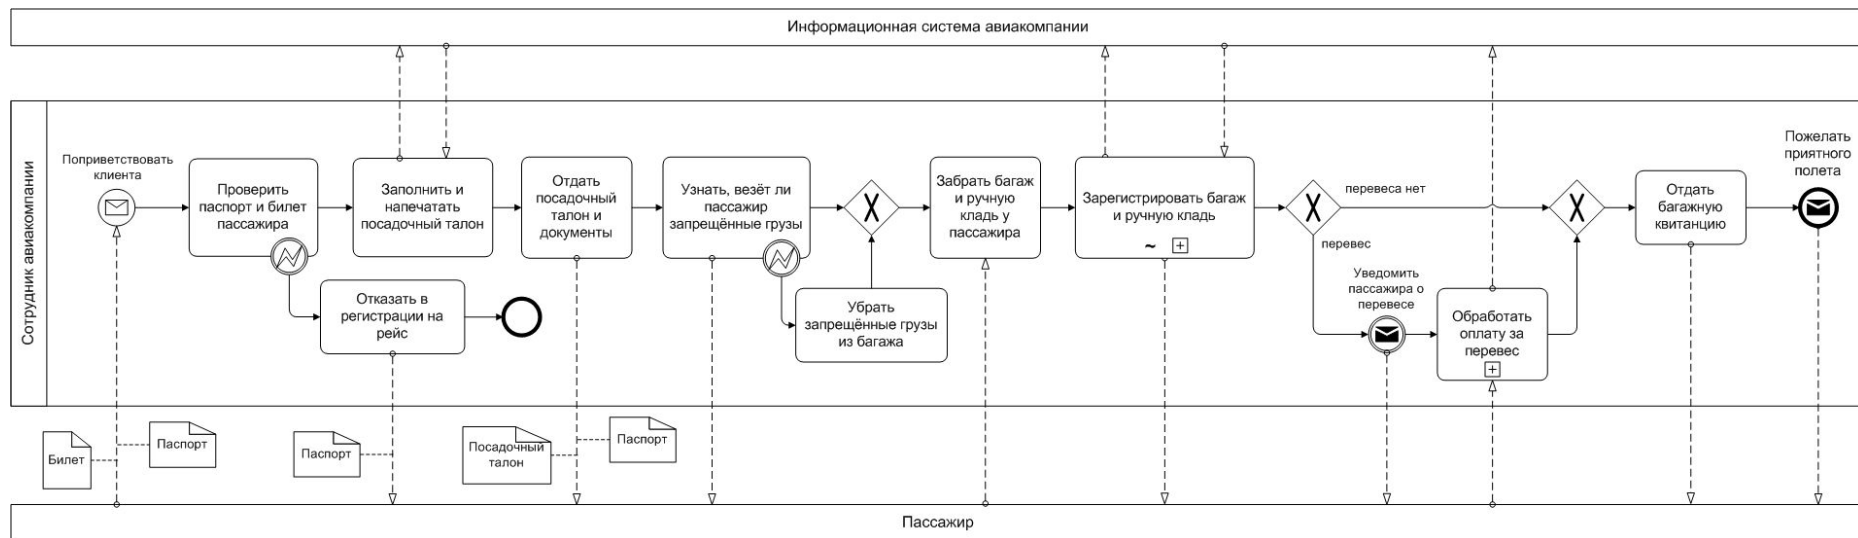 Информационная система авиакомпании
Сотрудник авиакомпании
Поприветствовать
клиента
Проверить
паспорт и билет
пассажира
Заполнить и
напечатать
посадочный талон
Отдать
посадочный
талон и
документы
Узнать, везёт ли
пассажир
запрещённые грузы
Забрать багаж
и ручную
кладь у
пассажира
Зарегистрировать багаж
и ручную кладь
перевеса нет
перевес
Отдать
багажную
квитанцию
Пожелать
приятного
полета
Отказать в
регистрации на
рейс
Убрать
запрещённые грузы
из багажа
Уведомить
пассажира о
перевесе
Обработать
оплату за
перевес
Билет
Паспорт
Паспорт
Посадочный
талон
Паспорт
Пассажир